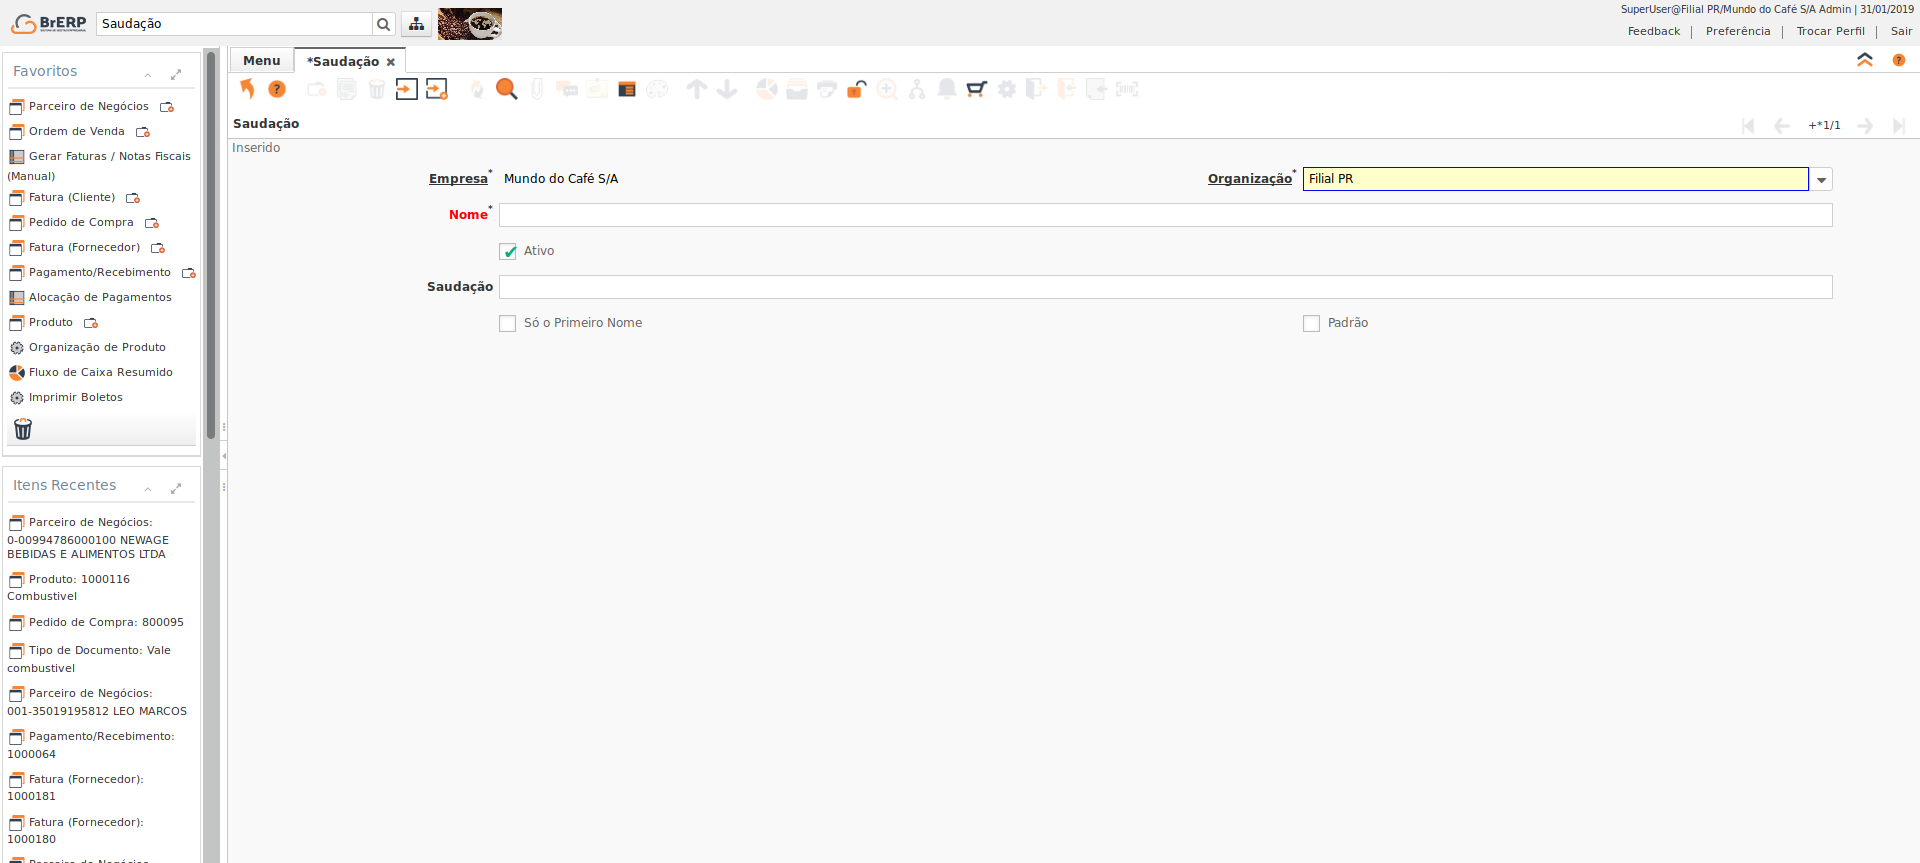 BrERP
Saudação
SuperUser@Filial PR/Mundo do Café S/A Admin | 31/01/2019
Feedback | Preferência | Trocar Perfil | Sair
Favoritos
Parceiro de Negócios
Ordem de Venda
Gerar Faturas / Notas Fiscais
(Manual)
Fatura (Cliente)
Pedido de Compra
Fatura (Fornecedor)
Pagamento/Recebimento
Alocação de Pagamentos
Produto
Organização de Produto
Fluxo de Caixa Resumido
Imprimir Boletos
Itens Recentes
Parceiro de Negócios:
0-00994786000100 NEWAGE
BEBIDAS E ALIMENTOS LTDA
Produto: 1000116
Combustivel
Pedido de Compra: 800095
Tipo de Documento: Vale
combustivel
Parceiro de Negócios:
001-35019195812 LEO MARCOS
Pagamento/Recebimento:
1000064
Fatura (Fornecedor):
1000181
Fatura (Fornecedor):
1000180
Menu
*Saudação
Saudação
+*1/1
Inserido
Empresa* Mundo do Café S/A
Organização* Filial PR
Nome*
Ativo
Saudação
Só o Primeiro Nome
Padrão